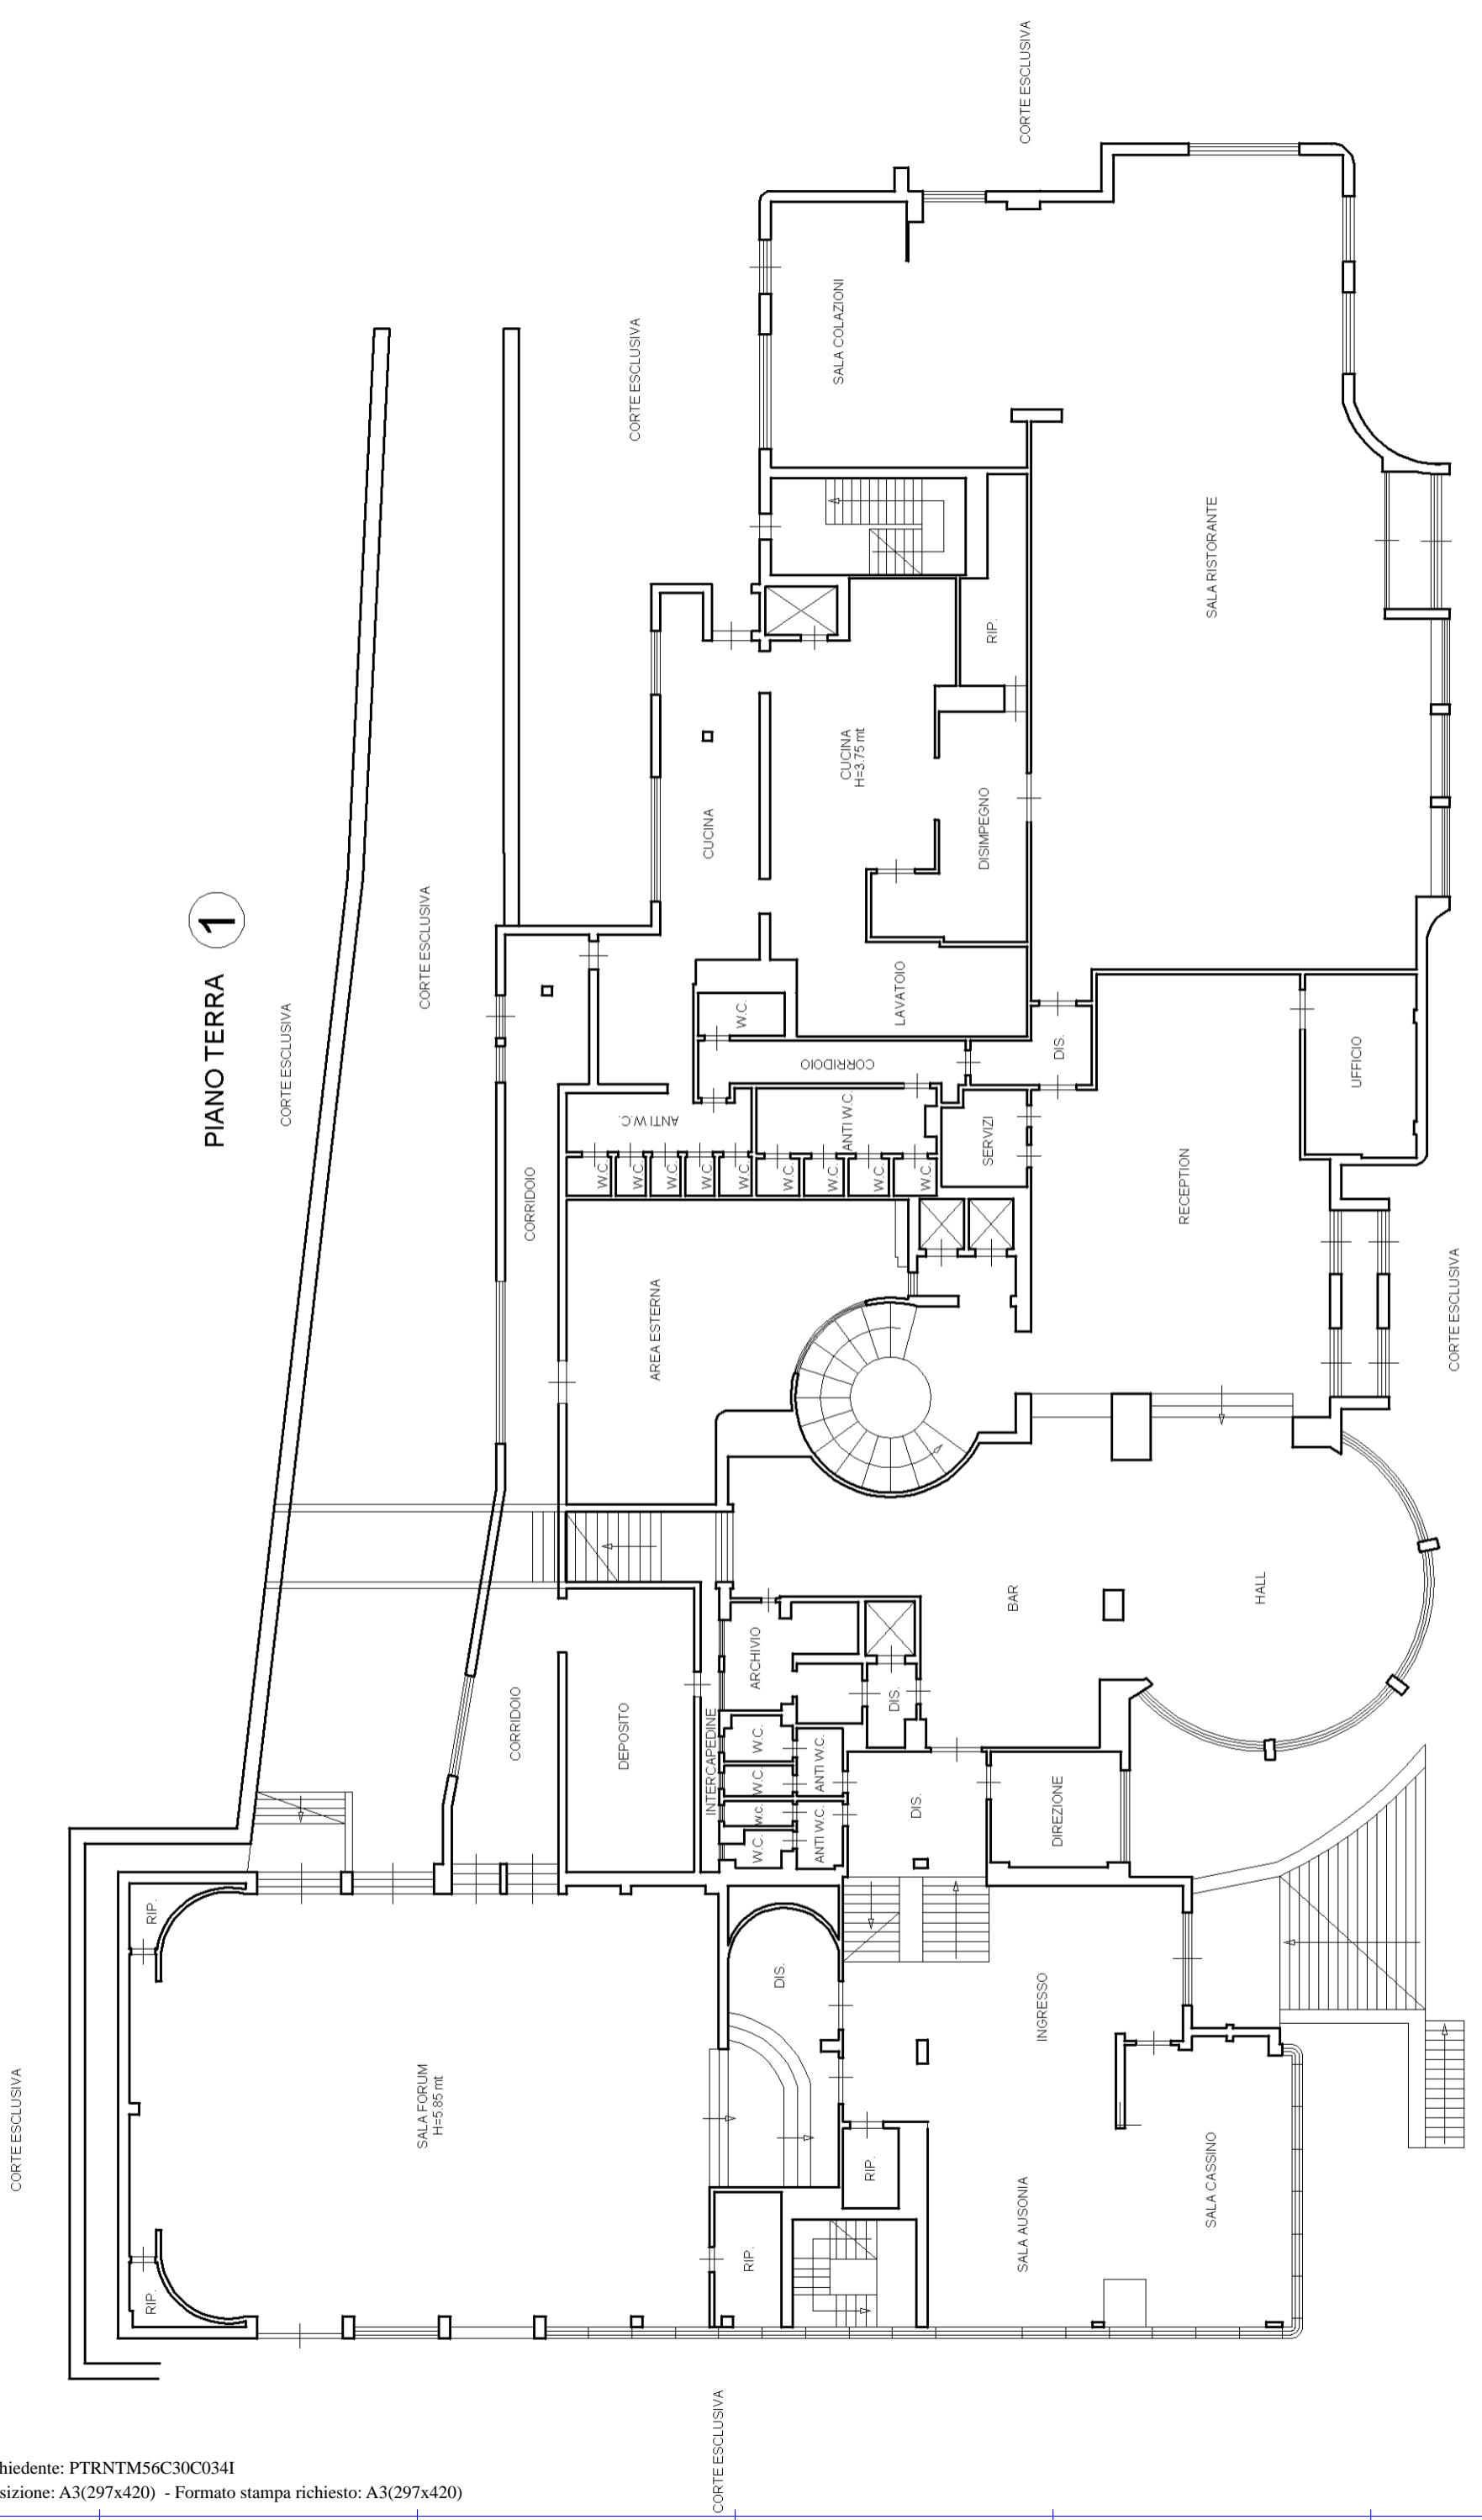 CORTE ESCLUSIVA
CORTE ESCLUSIVA
SALA COLAZIONI
SALA RISTORANTE
RIP.
CUCINA
H=3.75 mt
CUCINA
DISIMPEGNO
LAVATOIO
PIANO TERRA 1
CORTE ESCLUSIVA
CORTE ESCLUSIVA
W.C.
CORRIDOIO
DIS.
UFFICIO
ANTI W.C.
ANTI W.C.
SERVIZI
W.C.
W.C.
W.C.
W.C.
W.C.
W.C.
W.C.
W.C.
W.C.
CORRIDOIO
RECEPTION
AREA ESTERNA
CORTE ESCLUSIVA
BAR
HALL
ARCHIVIO
DIS.
CORRIDOIO
DEPOSITO
INTERCAPEDINE
W.C.
W.C.
W.C.
W.C.
ANTI W.C.
ANTI W.C.
DIS.
DIREZIONE
RIP.
DIS.
INGRESSO
SALA FORUM
H=5.85 mt
CORTE ESCLUSIVA
RIP.
SALA AUSONIA
SALA CASSINO
RIP.
RIP.
CORTE ESCLUSIVA
hiedente: PTRNTM56C30C034I
sizione: A3(297x420) - Formato stampa richiesto: A3(297x420)